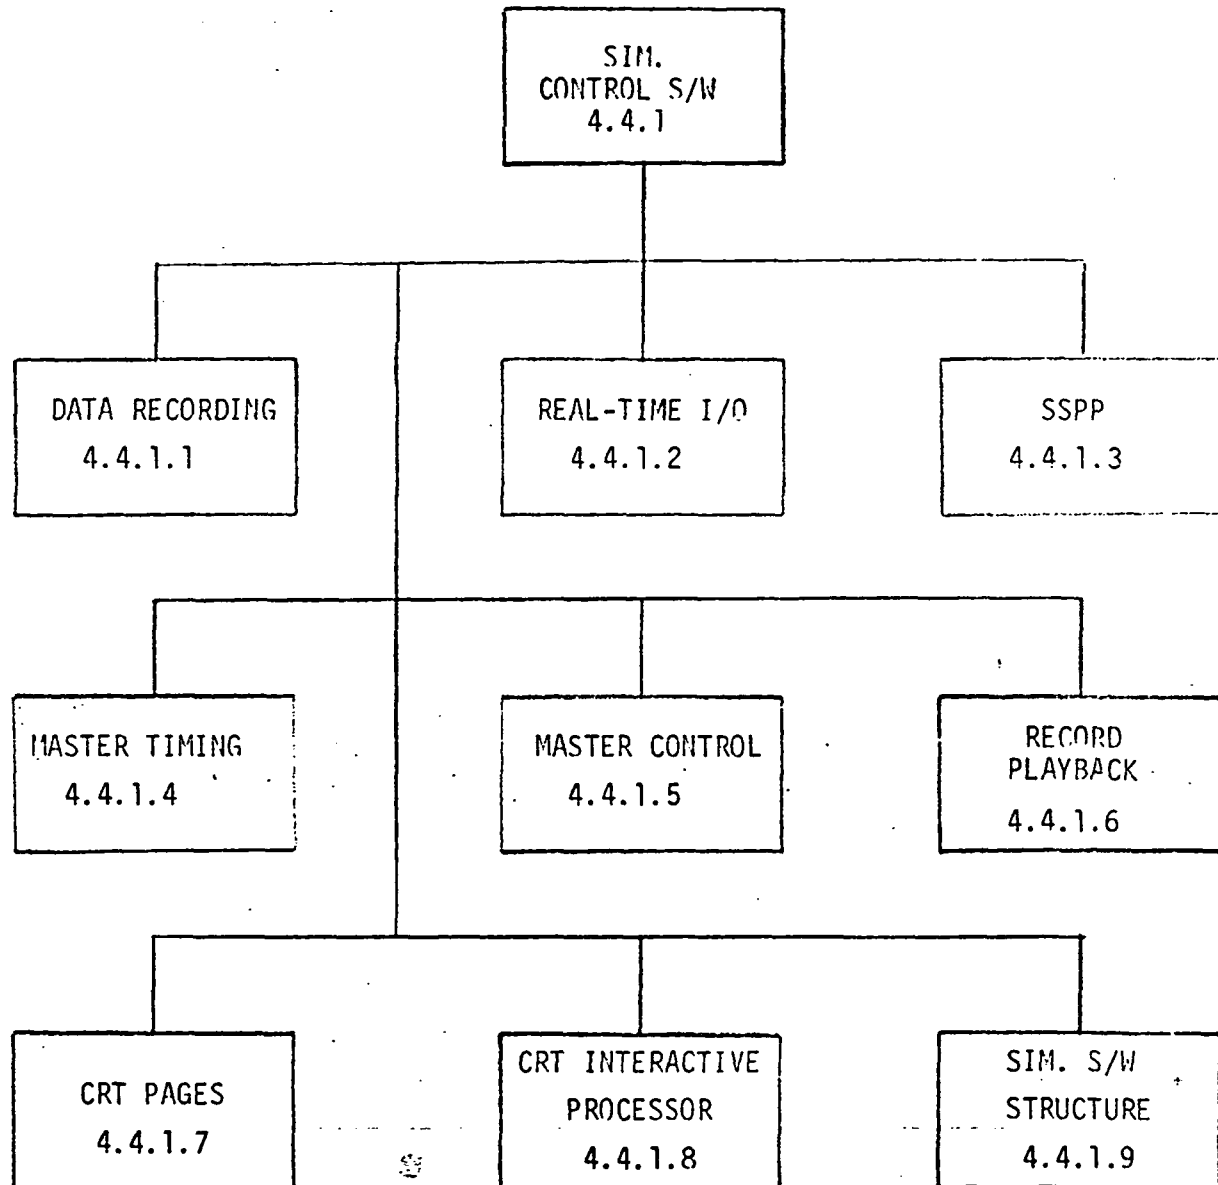 SIM.
CONTROL S/W
4.4.1
DATA RECORDING
4.4.1.1
REAL-TIME I/O
4.4.1.2
SSPP
4.4.1.3
MASTER TIMING
4.4.1.4
MASTER CONTROL
4.4.1.5
RECORD
PLAYBACK
4.4.1.6
CRT PAGES
4.4.1.7
CRT INTERACTIVE
PROCESSOR
4.4.1.8
SIM. S/W
STRUCTURE
4.4.1.9